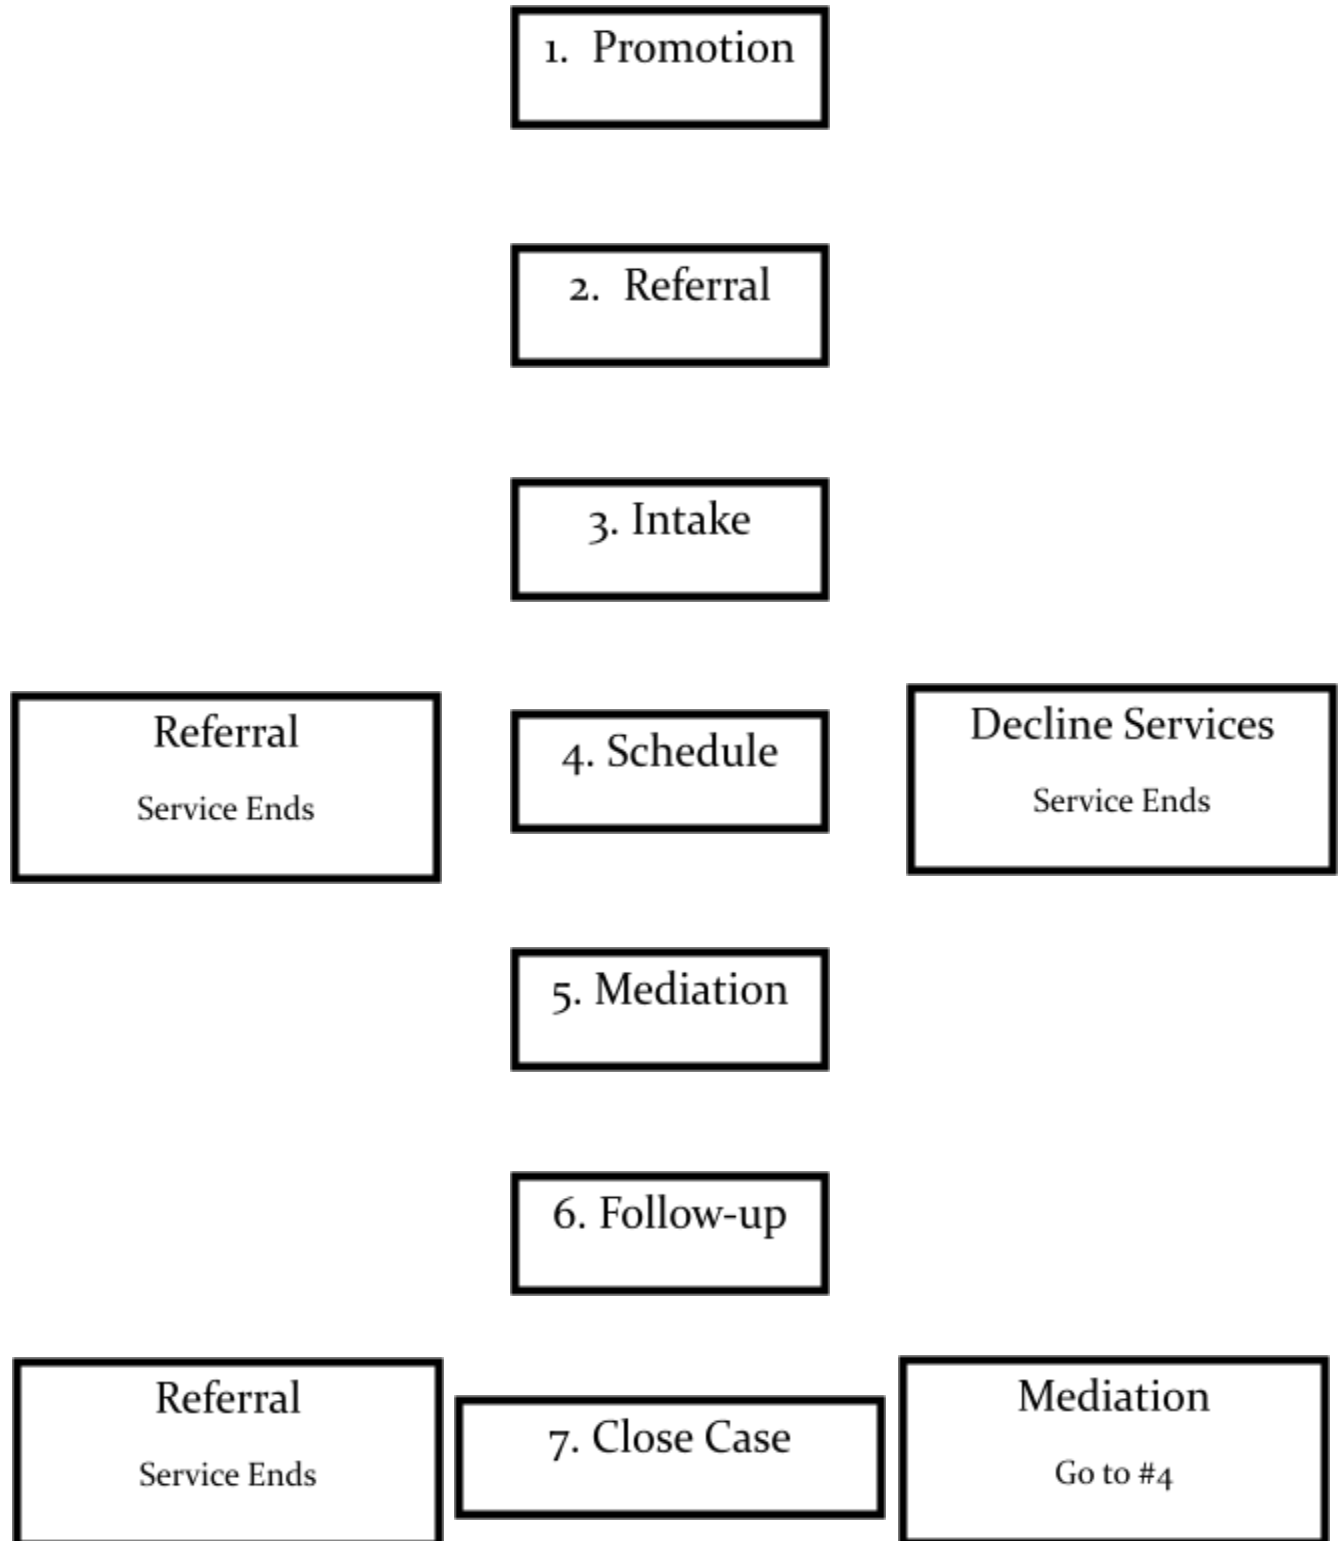 1. Promotion
2. Referral
3. Intake
Referral
Service Ends
4. Schedule
Decline Services
Service Ends
5. Mediation
6. Follow-up
Referral
Service Ends
7. Close Case
Mediation
Go to #4